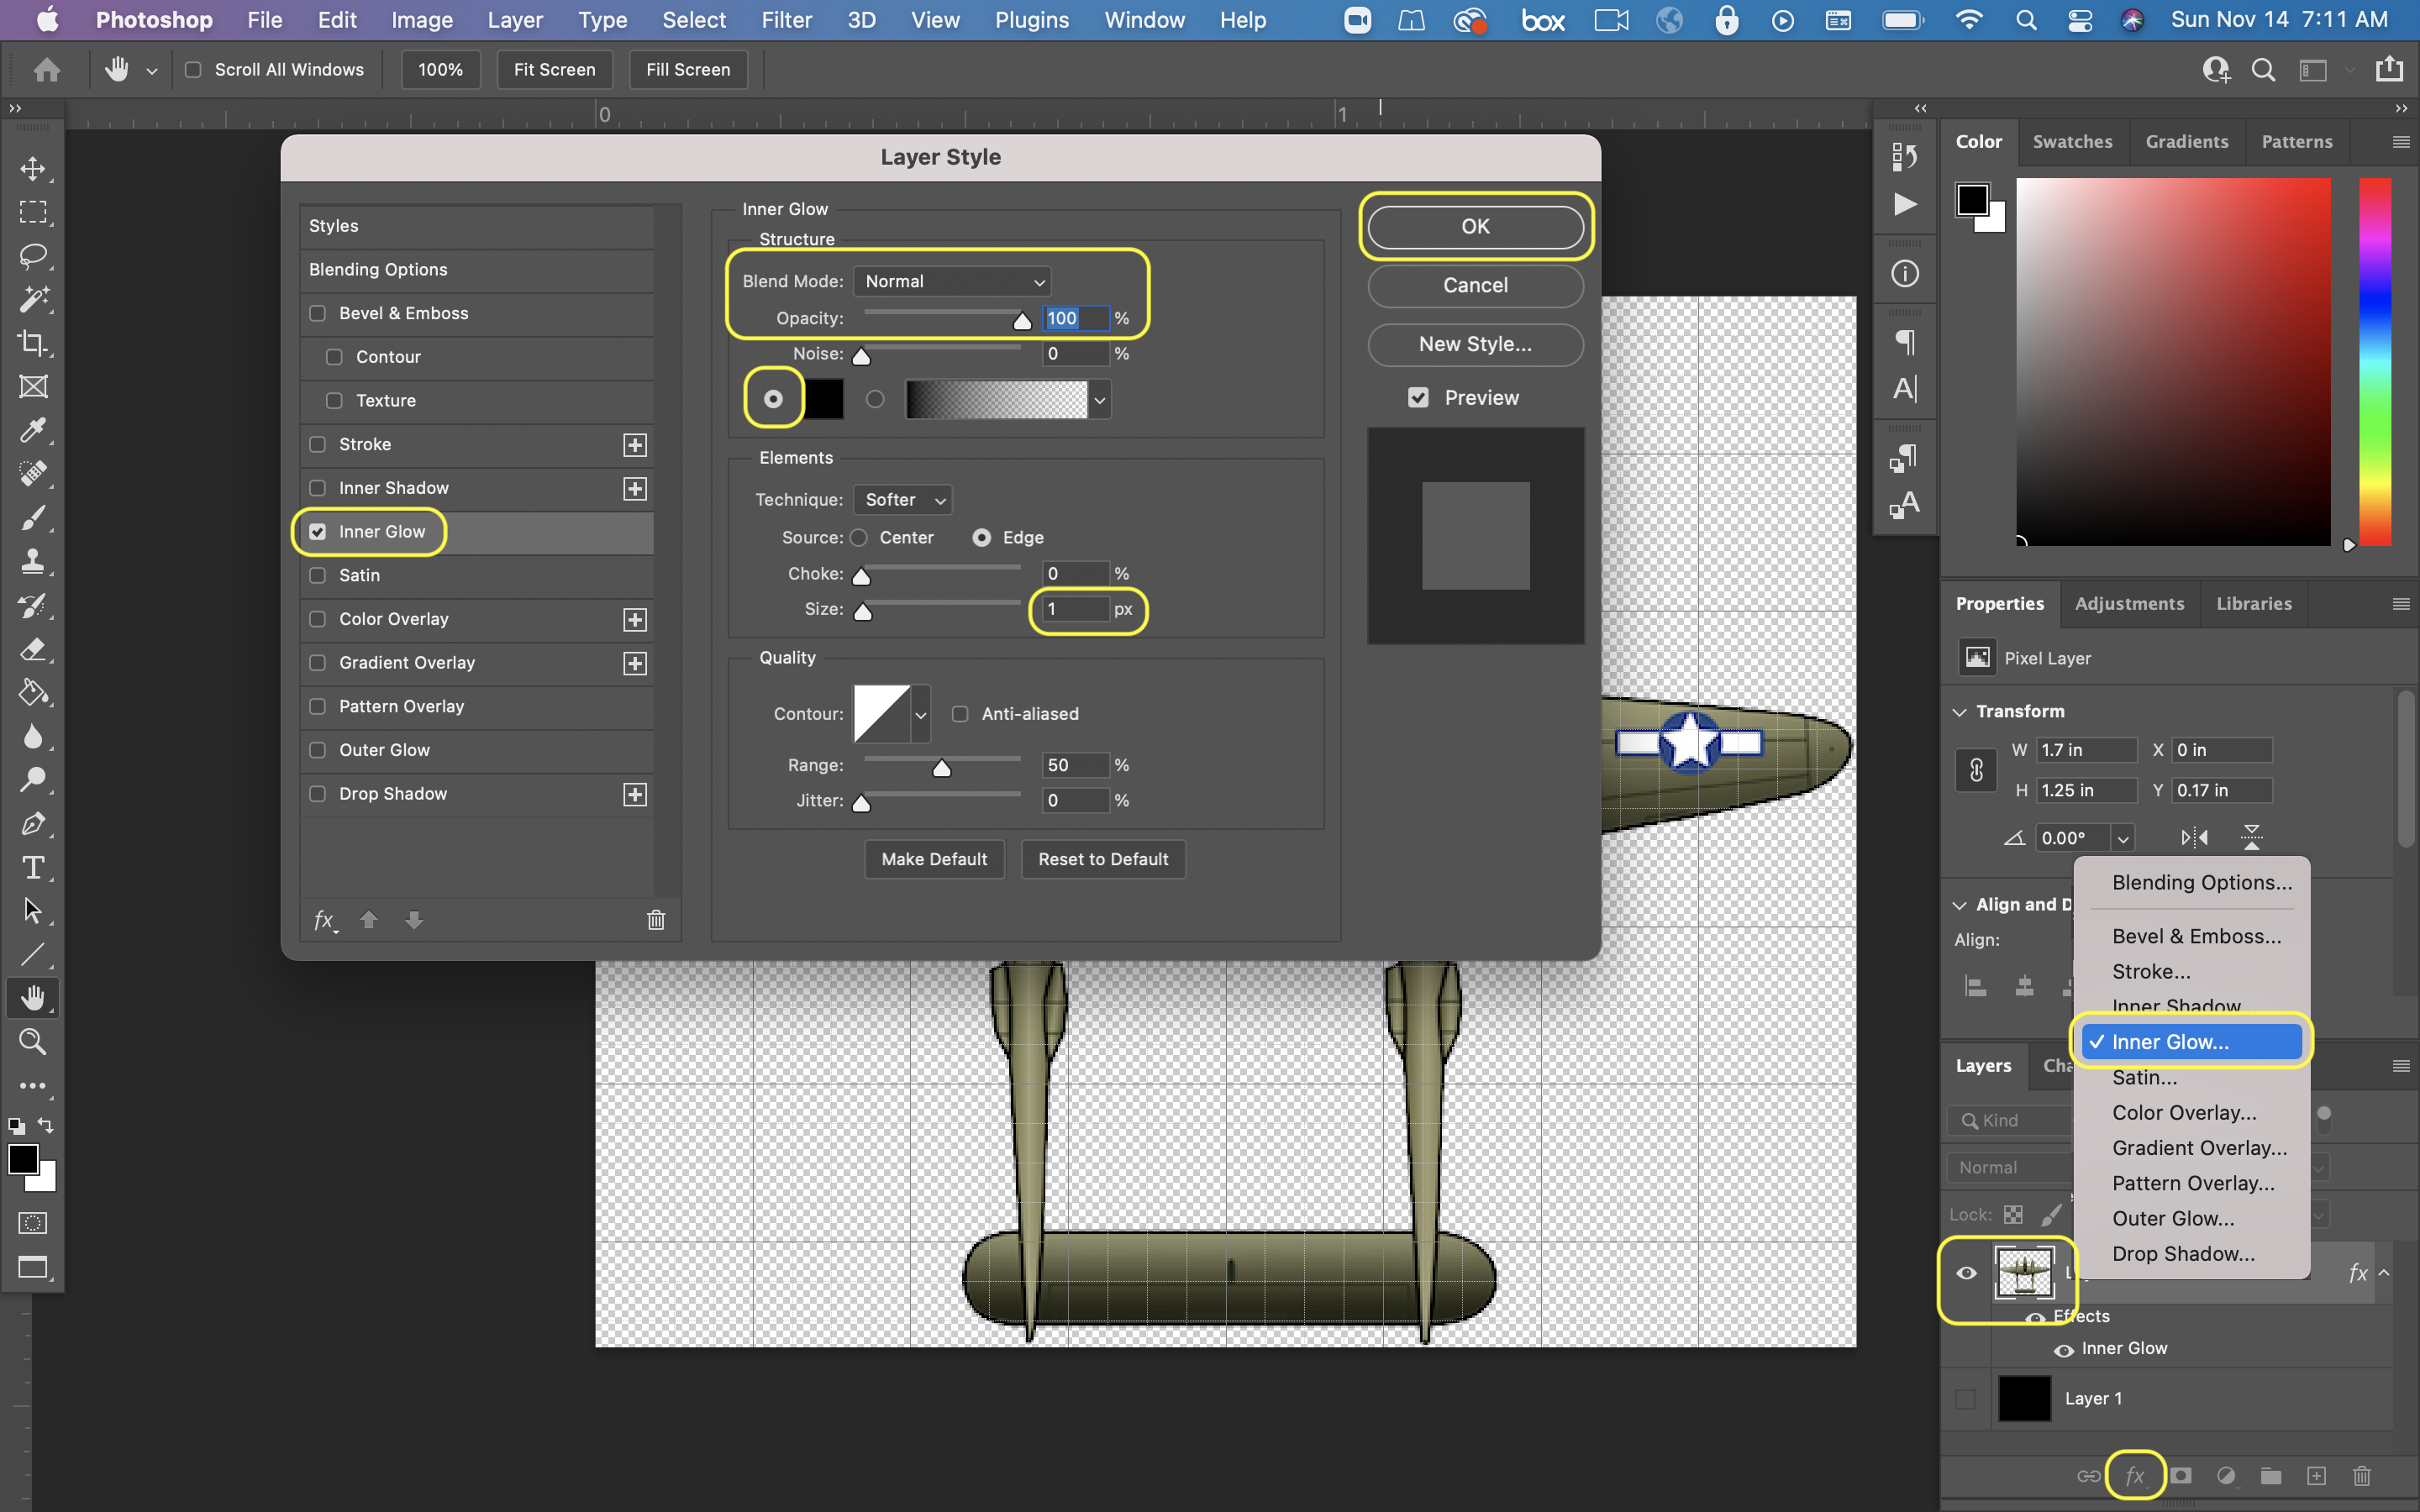 Photoshop File Edit Image Layer Type Select Filter 3D View Plugins Window Help box Sun Nov 14 7:11 AM
Scroll All Windows 100% Fit Screen Fill Screen
0 1
Layer Style
Styles
Blending Options
Bevel & Emboss
Contour
Texture
Stroke
Inner Shadow
Inner Glow
Satin
Color Overlay
Gradient Overlay
Pattern Overlay
Outer Glow
Drop Shadow
fx
Inner Glow
Structure
Blend Mode: Normal
Opacity: 100 %
Noise: 0 %
Elements
Technique: Softer
Source: Center Edge
Choke: 0 %
Size: 1 px
Quality
Contour: Anti-aliased
Range: 50 %
Jitter: 0 %
Make Default Reset to Default
OK
Cancel
New Style...
Preview
Color Swatches Gradients Patterns
Properties Adjustments Libraries
Pixel Layer
Transform
W 1.7 in X 0 in
H 1.25 in Y 0.17 in
0.00°
Align and D
Align:
Blending Options...
Bevel & Emboss...
Stroke...
Inner Shadow
✓ Inner Glow...
Satin...
Color Overlay...
Gradient Overlay...
Pattern Overlay...
Outer Glow...
Drop Shadow...
Layers Cha
Kind
Normal
Lock:
fx
Effects
Inner Glow
Layer 1
fx